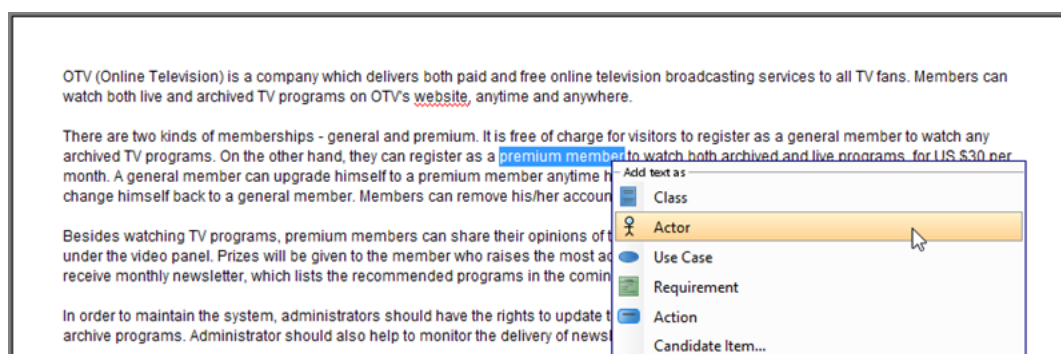 OTV (Online Television) is a company which delivers both paid and free online television broadcasting services to all TV fans. Members can
watch both live and archived TV programs on OTV's website, anytime and anywhere.
There are two kinds of memberships - general and premium. It is free of charge for visitors to register as a general member to watch any
archived TV programs. On the other hand, they can register as a premium member to watch both archived and live programs, for US $30 per
month. A general member can upgrade himself to a premium member anytime h
change himself back to a general member. Members can remove his/her accoun
Besides watching TV programs, premium members can share their opinions of t
under the video panel. Prizes will be given to the member who raises the most ac
receive monthly newsletter, which lists the recommended programs in the comin
In order to maintain the system, administrators should have the rights to update t
archive programs. Administrator should also help to monitor the delivery of newsl
Add text as
Class
Actor
Use Case
Requirement
Action
Candidate Item...